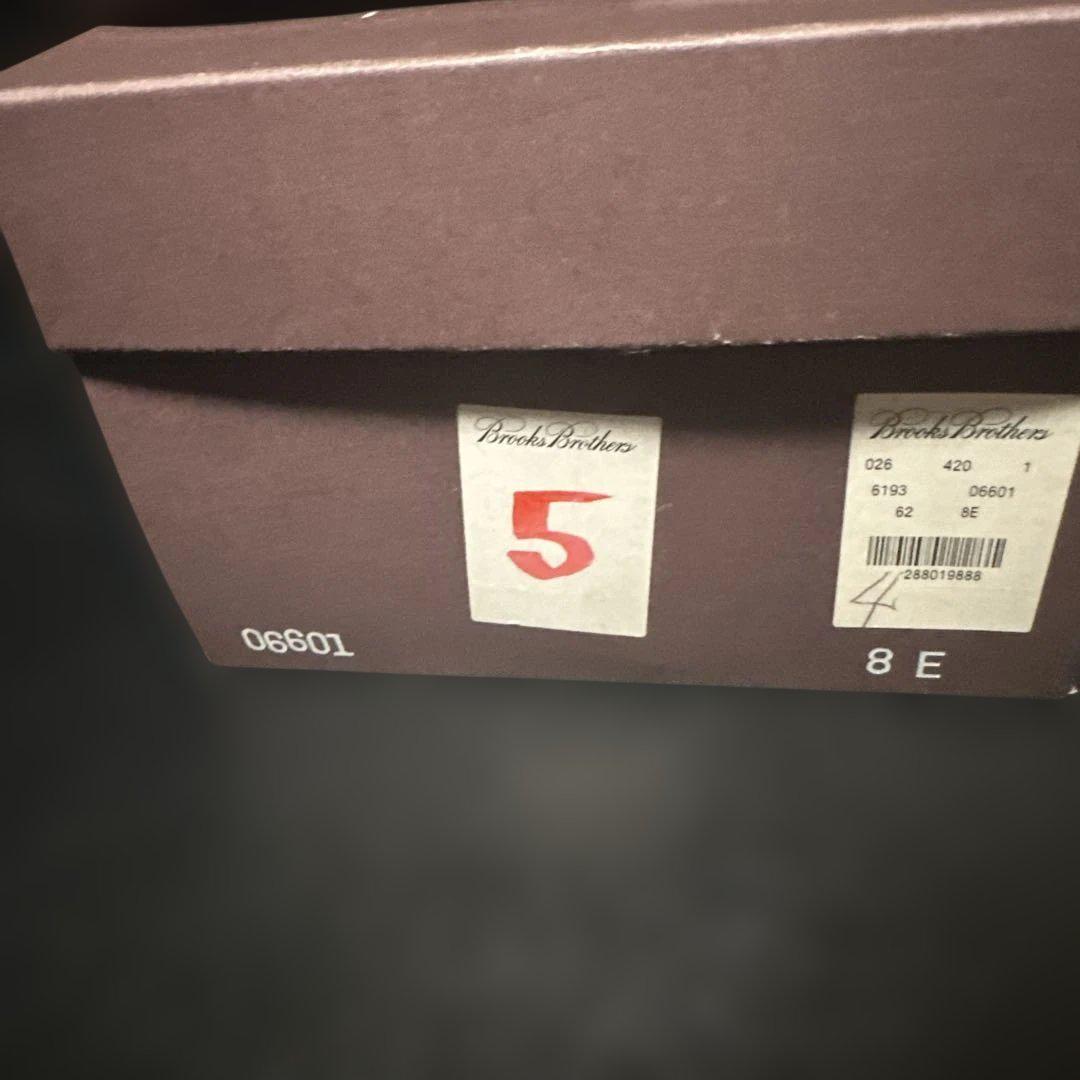 Brooks Brothers
5
Brooks Brothers
026 420 1
6193 06601
62 8E
288019888
4
06601
8 E